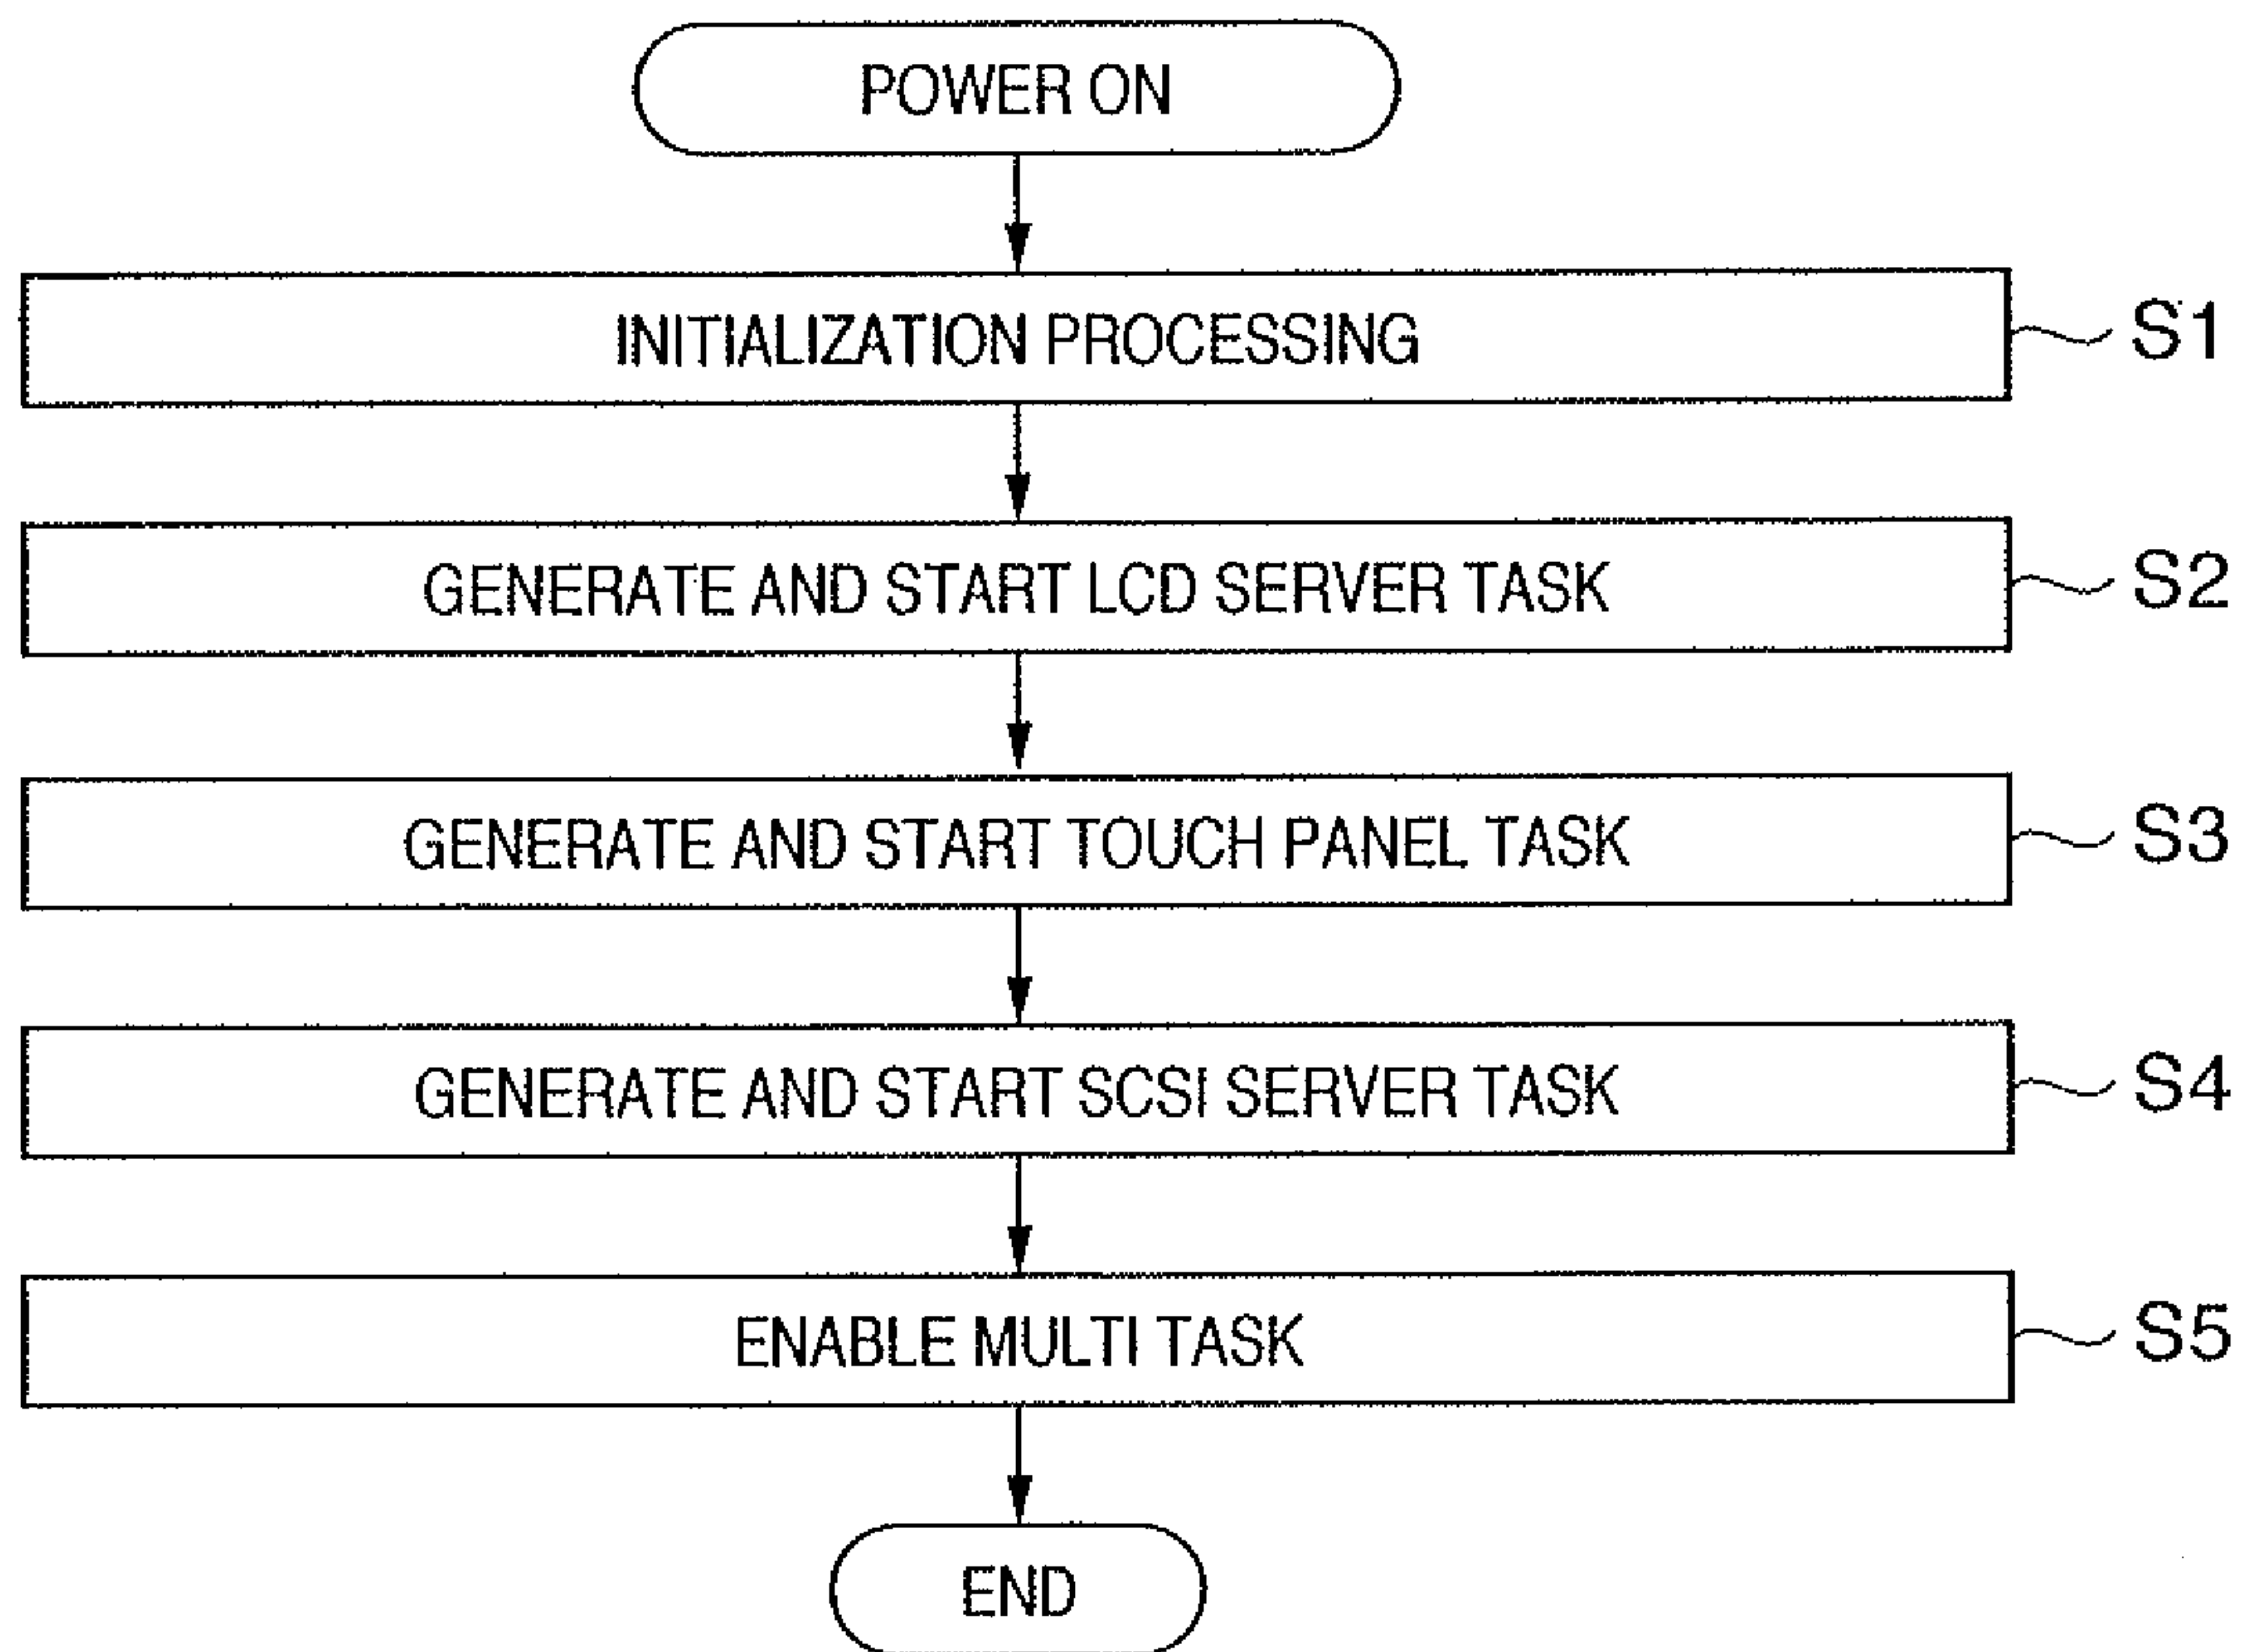 POWER ON
INITIALIZATION PROCESSING
S1
GENERATE AND START LCD SERVER TASK
S2
GENERATE AND START TOUCH PANEL TASK
S3
GENERATE AND START SCSI SERVER TASK
S4
ENABLE MULTI TASK
S5
END